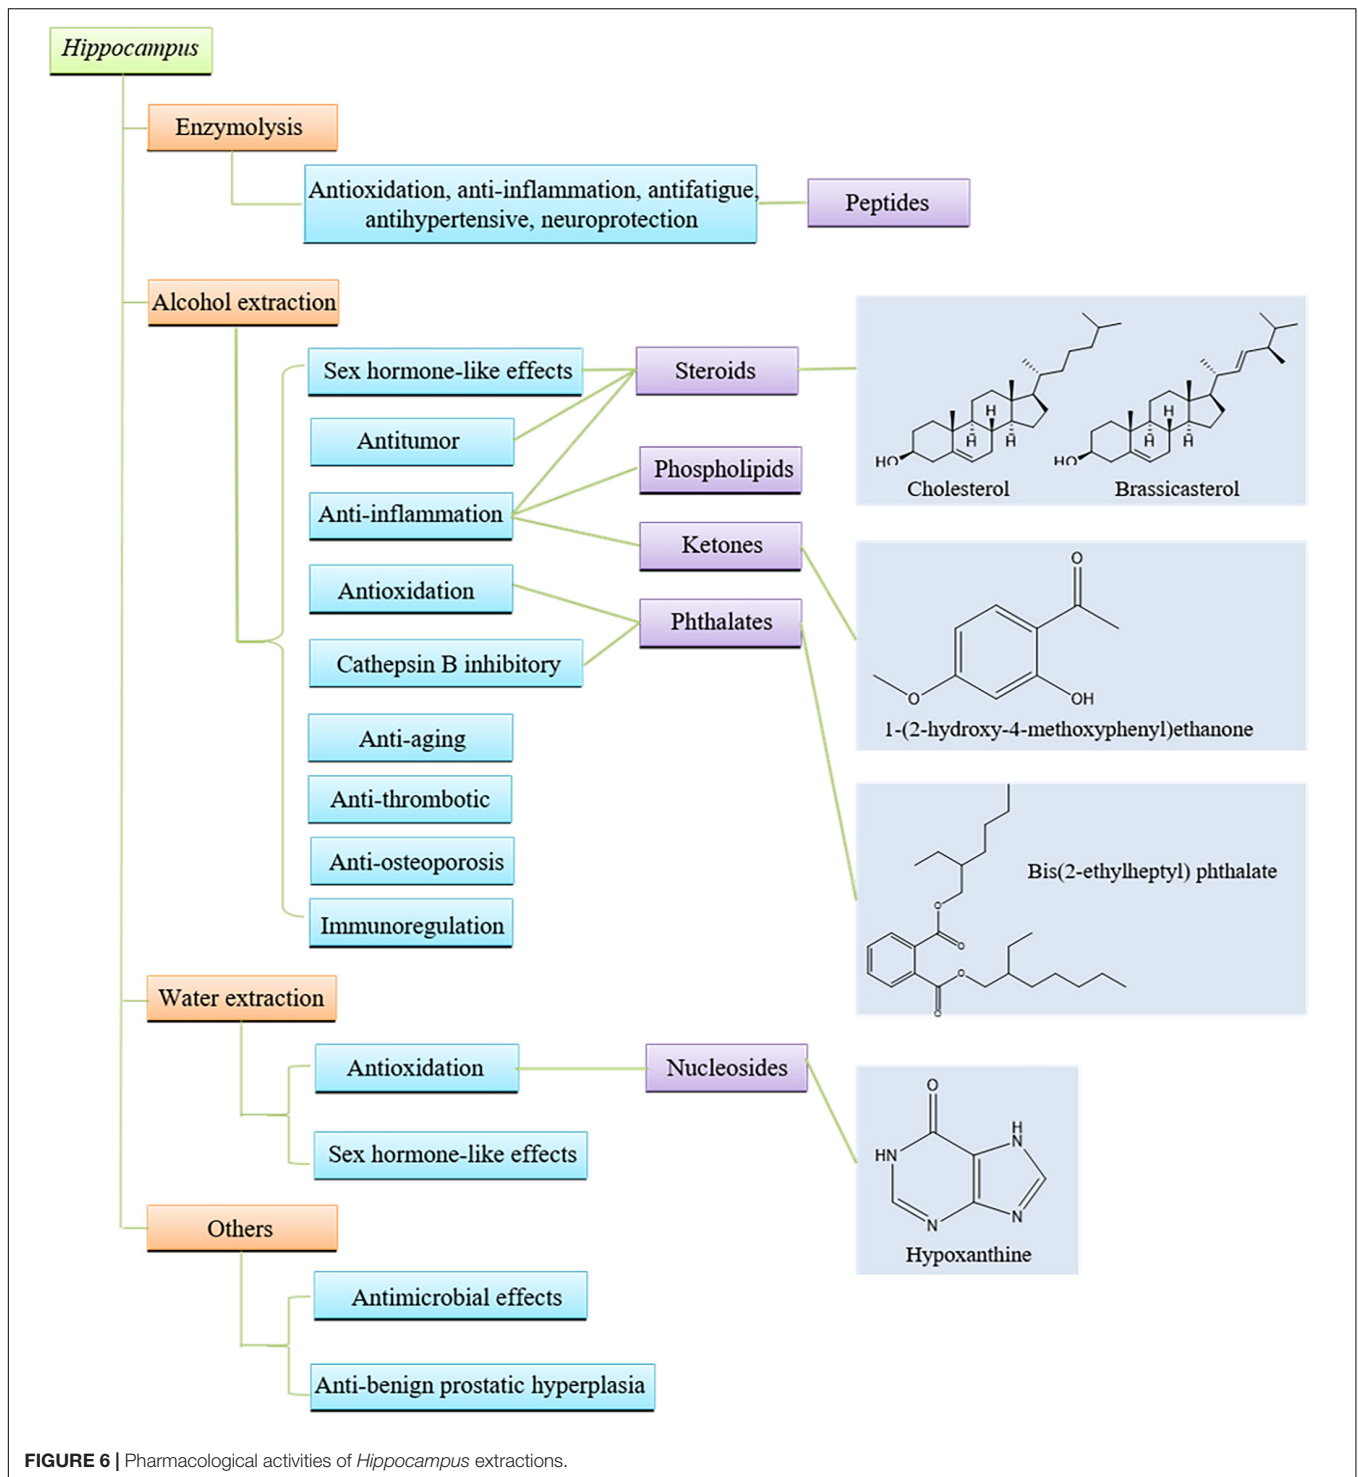 Hippocampus
Enzymolysis
Antioxidation, anti-inflammation, antifatigue,
antihypertensive, neuroprotection
Peptides
Alcohol extraction
Sex hormone-like effects
Steroids
Antitumor
Phospholipids
Anti-inflammation
Ketones
Antioxidation
Phthalates
Cathepsin B inhibitory
Anti-aging
Anti-thrombotic
Anti-osteoporosis
Immunoregulation
H
H
H
HO
Cholesterol
H
H
H
HO
Brassicasterol
O
O
OH
1-(2-hydroxy-4-methoxyphenyl)ethanone
Bis(2-ethylheptyl) phthalate
O
O
O
O
Water extraction
Antioxidation
Nucleosides
Sex hormone-like effects
O
HN
H
N
N
N
Hypoxanthine
Others
Antimicrobial effects
Anti-benign prostatic hyperplasia
FIGURE 6 | Pharmacological activities of Hippocampus extractions.